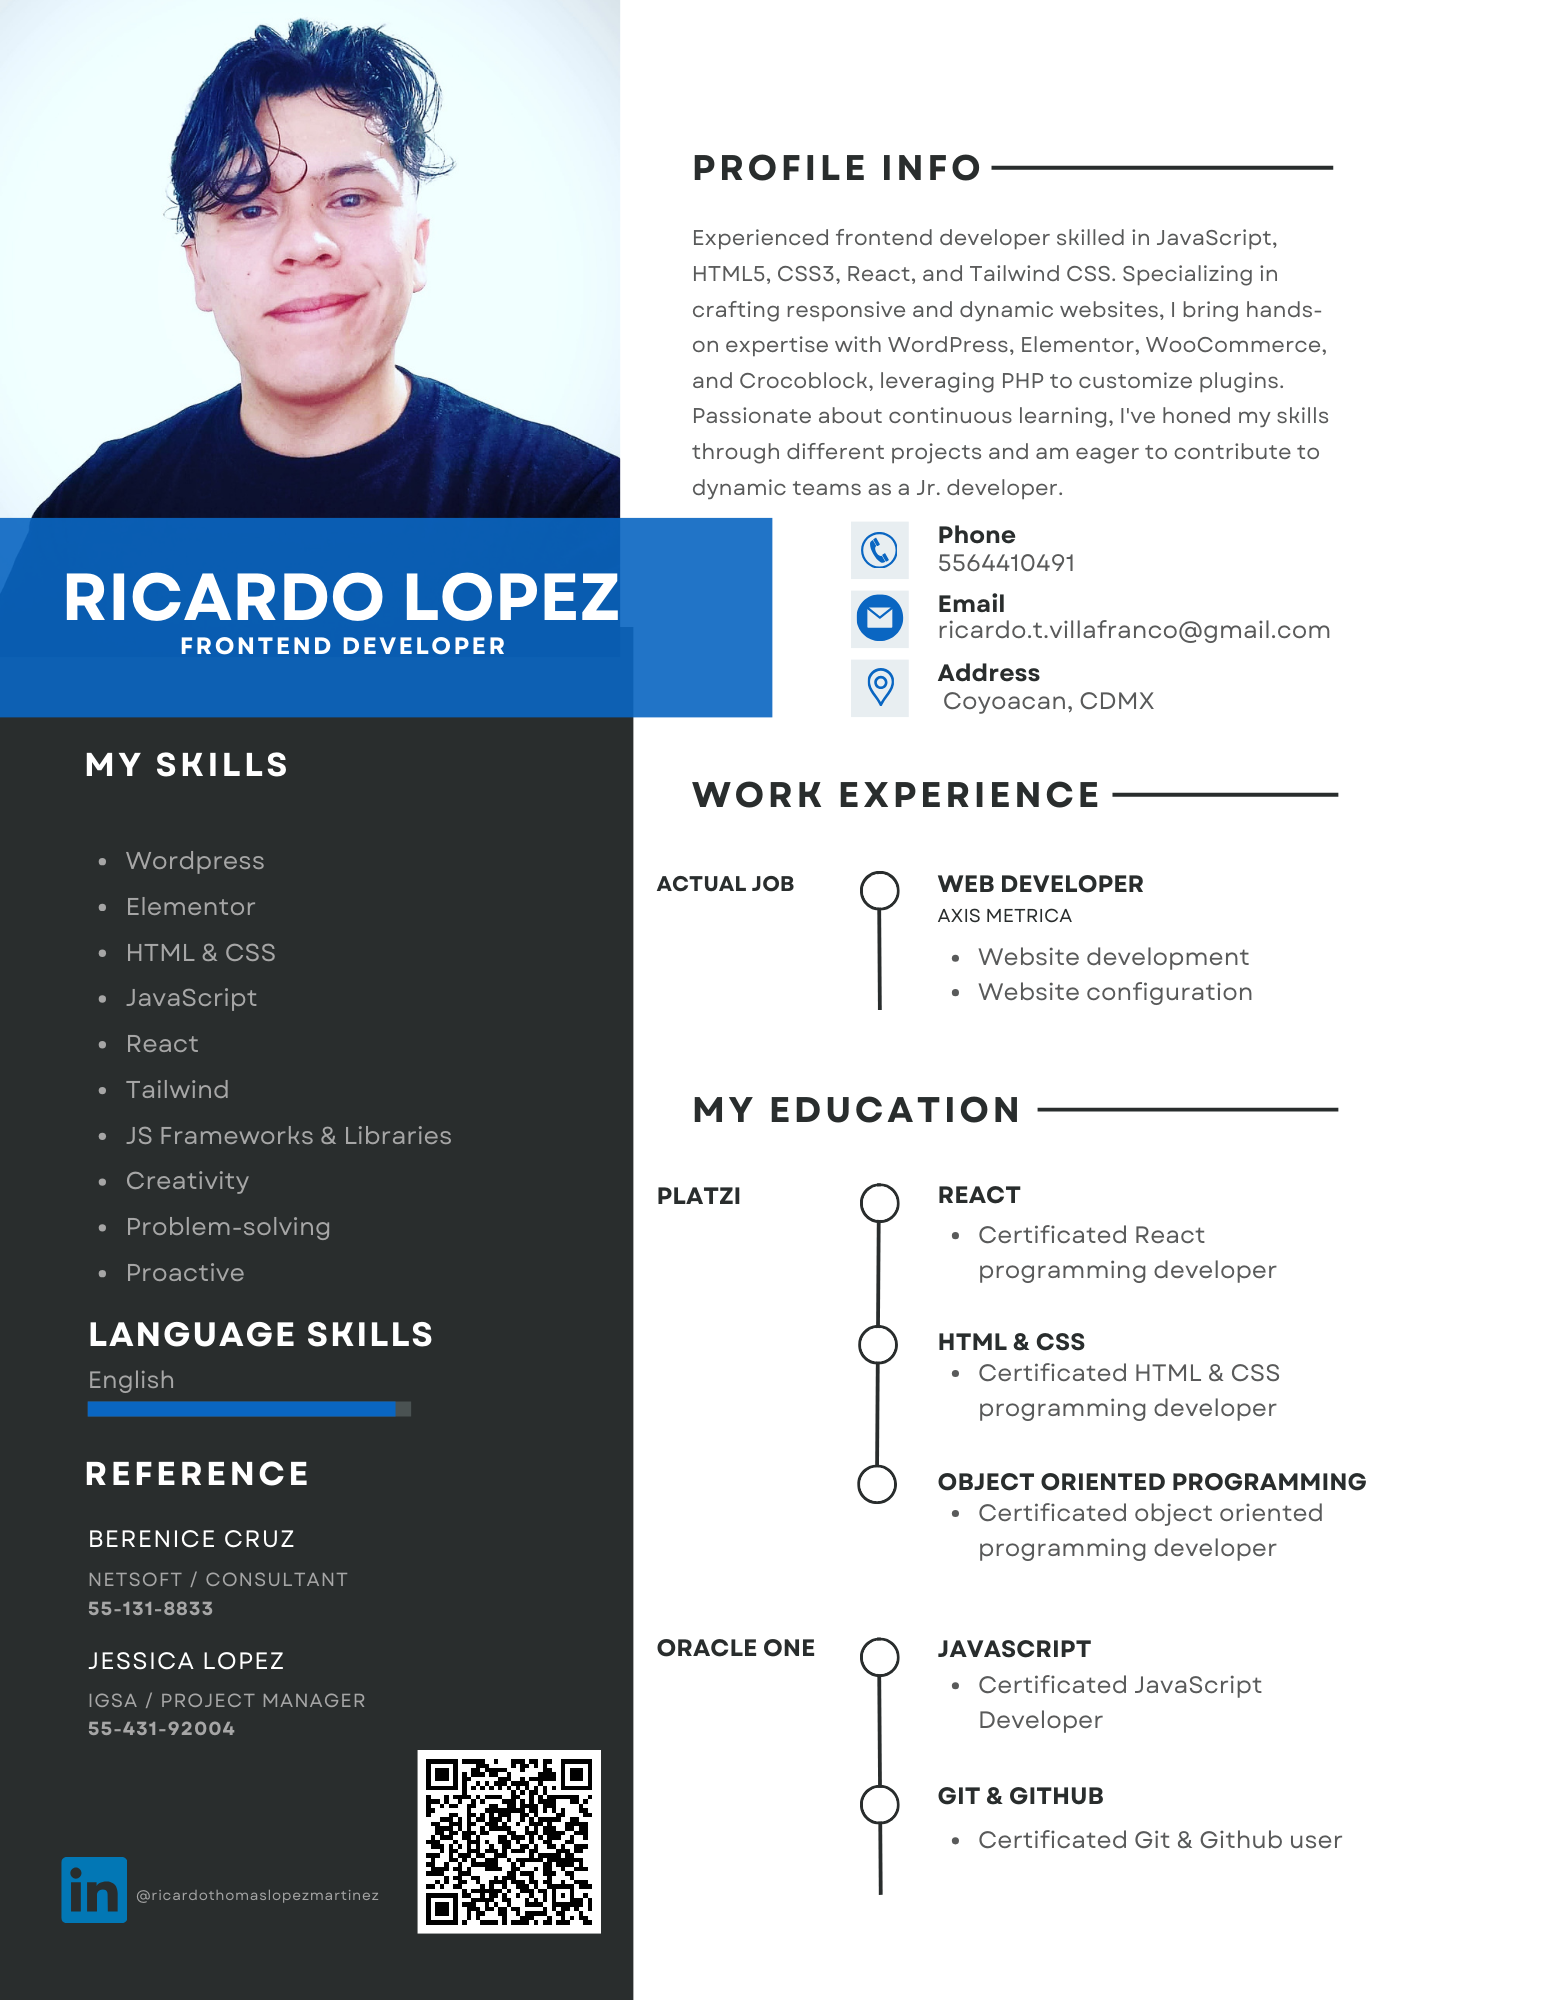 RICARDO LOPEZ
FRONTEND DEVELOPER
MY SKILLS
Wordpress
Elementor
HTML & CSS
JavaScript
React
Tailwind
JS Frameworks & Libraries
Creativity
Problem-solving
Proactive
LANGUAGE SKILLS
English
REFERENCE
BERENICE CRUZ
NETSOFT / CONSULTANT
55-131-8833
JESSICA LOPEZ
IGSA / PROJECT MANAGER
55-431-92004
in
@ricardothomaslopezmartinez
PROFILE INFO
Experienced frontend developer skilled in JavaScript,
HTML5, CSS3, React, and Tailwind CSS. Specializing in
crafting responsive and dynamic websites, I bring hands-
on expertise with WordPress, Elementor, WooCommerce,
and Crocoblock, leveraging PHP to customize plugins.
Passionate about continuous learning, I've honed my skills
through different projects and am eager to contribute to
dynamic teams as a Jr. developer.
Phone
5564410491
Email
ricardo.t.villafranco@gmail.com
Address
Coyoacan, CDMX
WORK EXPERIENCE
ACTUAL JOB
WEB DEVELOPER
AXIS METRICA
Website development
Website configuration
MY EDUCATION
PLATZI
REACT
Certificated React
programming developer
HTML & CSS
Certificated HTML & CSS
programming developer
OBJECT ORIENTED PROGRAMMING
Certificated object oriented
programming developer
ORACLE ONE
JAVASCRIPT
Certificated JavaScript
Developer
GIT & GITHUB
Certificated Git & Github user